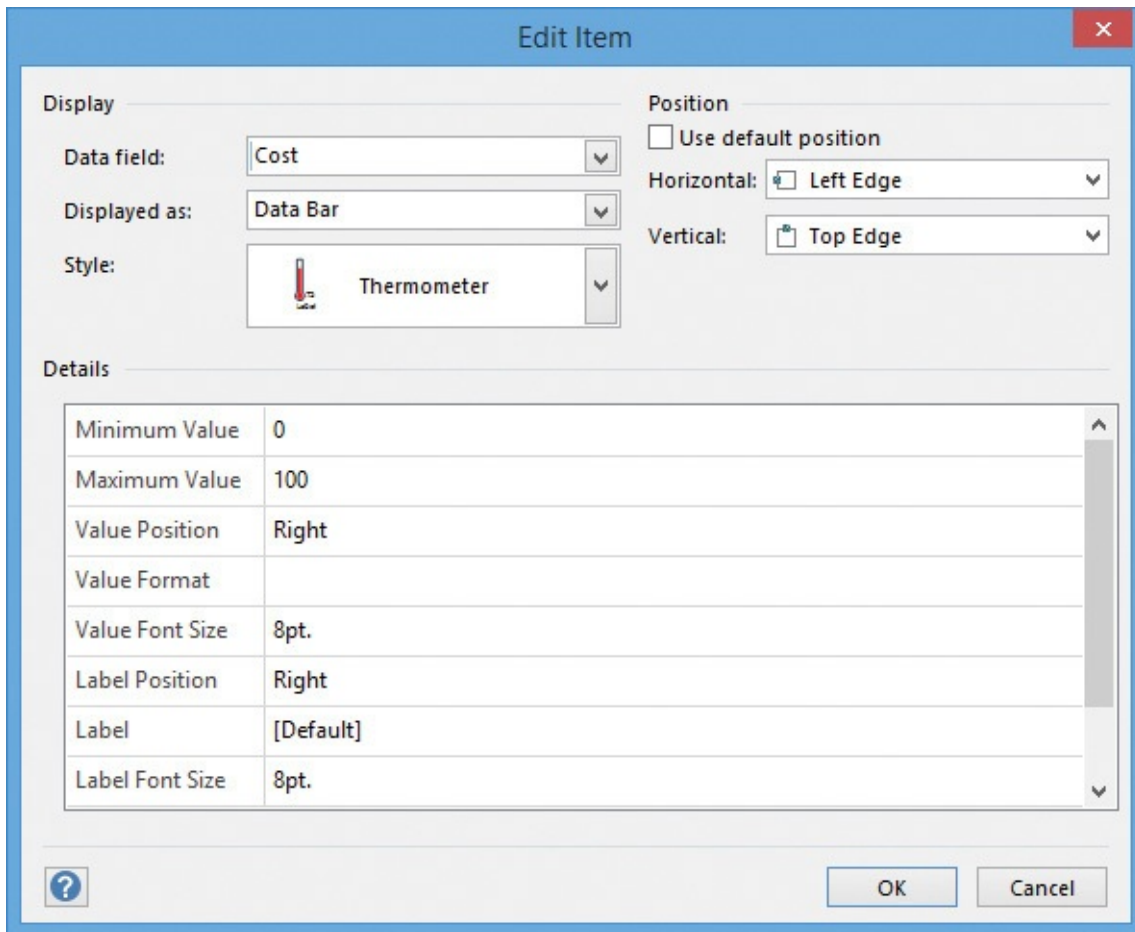 Edit Item
Display
Data field: Cost
Displayed as: Data Bar
Style: Thermometer
Position
Use default position
Horizontal: Left Edge
Vertical: Top Edge
Details
Minimum Value 0
Maximum Value 100
Value Position Right
Value Format
Value Font Size 8pt.
Label Position Right
Label [Default]
Label Font Size 8pt.
OK Cancel